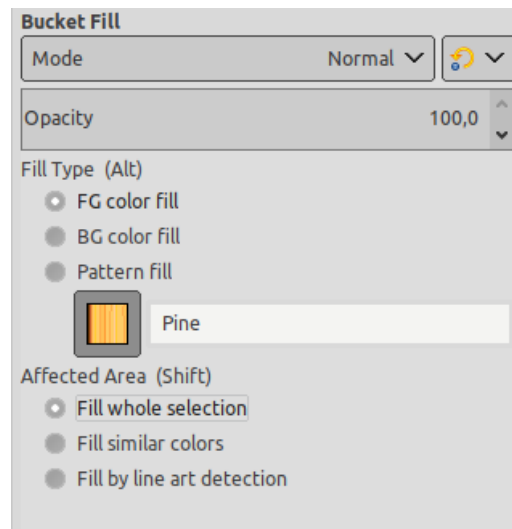 Bucket Fill
Mode Normal
Opacity 100,0
Fill Type (Alt)
FG color fill
BG color fill
Pattern fill
Pine
Affected Area (Shift)
Fill whole selection
Fill similar colors
Fill by line art detection